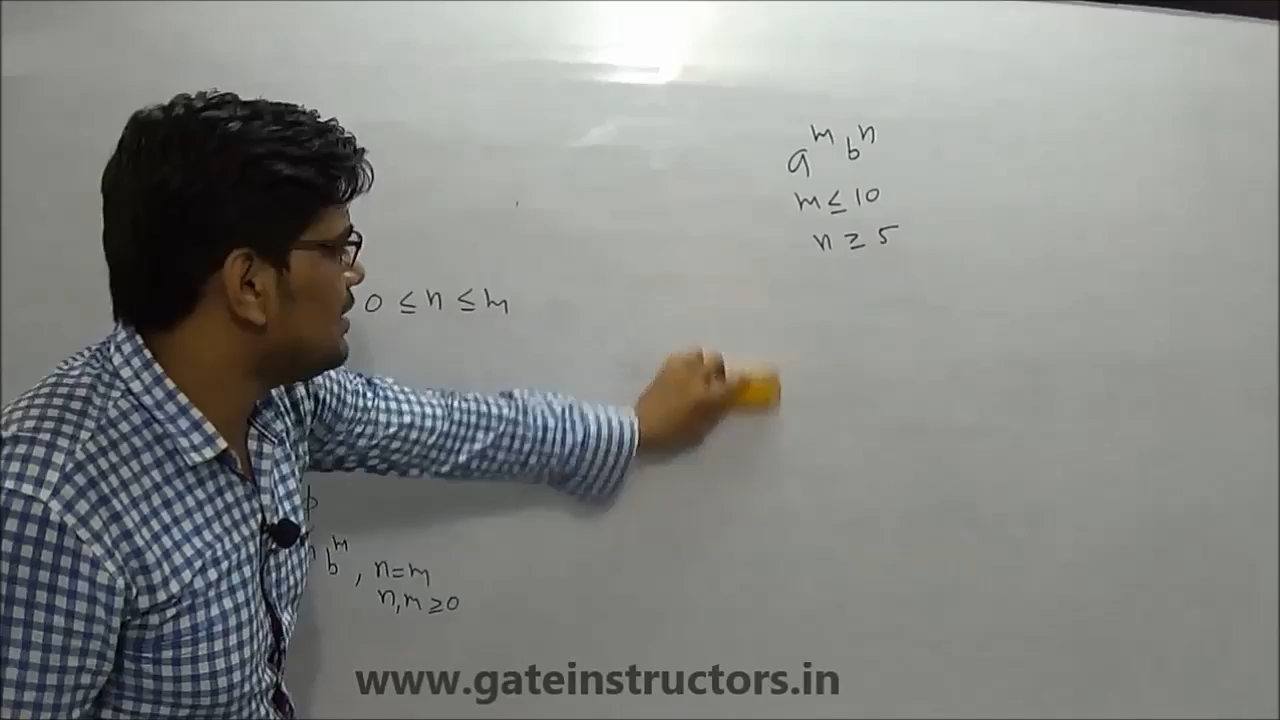 a^m b^n
m ≤ 10
n ≥ 5
0 ≤ n ≤ m
b^m, n=m
n,m ≥0
www.gateinstructors.in